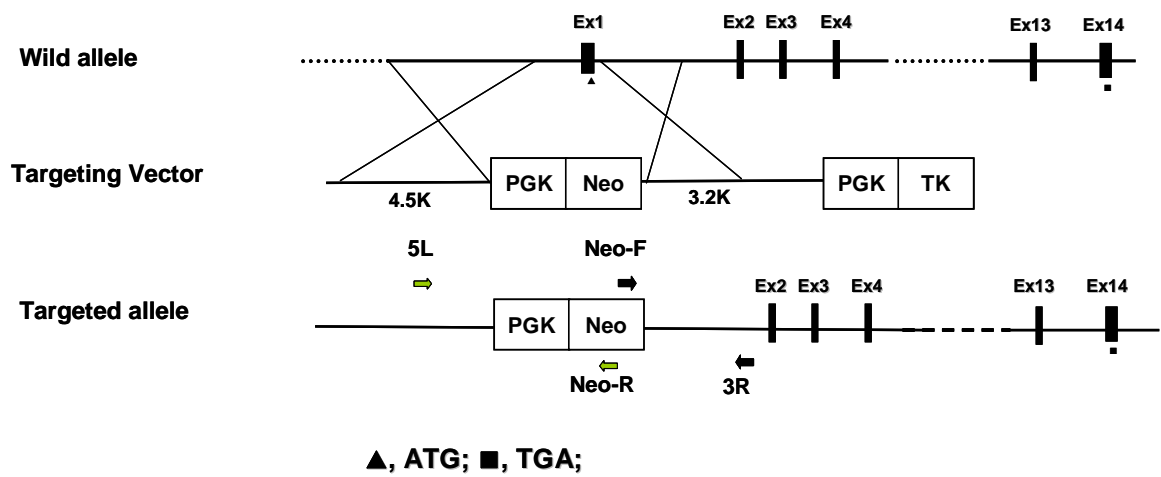 Ex1 Ex2 Ex3 Ex4 Ex13 Ex14
Wild allele
Targeting Vector
PGK Neo PGK TK
4.5K 3.2K
5L Neo-F
Ex2 Ex3 Ex4 Ex13 Ex14
Targeted allele
PGK Neo
Neo-R 3R
▲, ATG; ■, TGA;